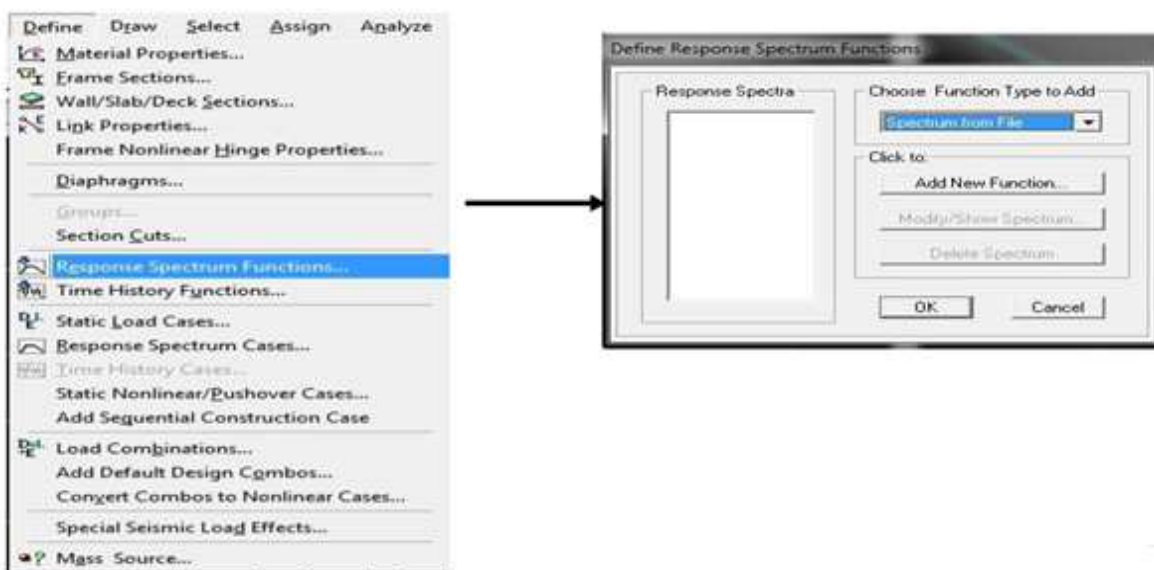 Define Draw Select Assign Analyze
Material Properties...
Frame Sections...
Wall/Slab/Deck Sections...
Link Properties...
Frame Nonlinear Hinge Properties...
Diaphragms...
Groups...
Section Cuts...
Response Spectrum Functions...
Time History Functions...
Static Load Cases...
Response Spectrum Cases...
Time History Cases...
Static Nonlinear/Pushover Cases...
Add Sequential Construction Case
Load Combinations...
Add Default Design Combos...
Convert Combos to Nonlinear Cases...
Special Seismic Load Effects...
Mass Source...
Define Response Spectrum Functions
Response Spectra
Choose Function Type to Add
Spectrum from File
Click to:
Add New Function...
Modify/Show Spectrum...
Delete Spectrum
OK Cancel